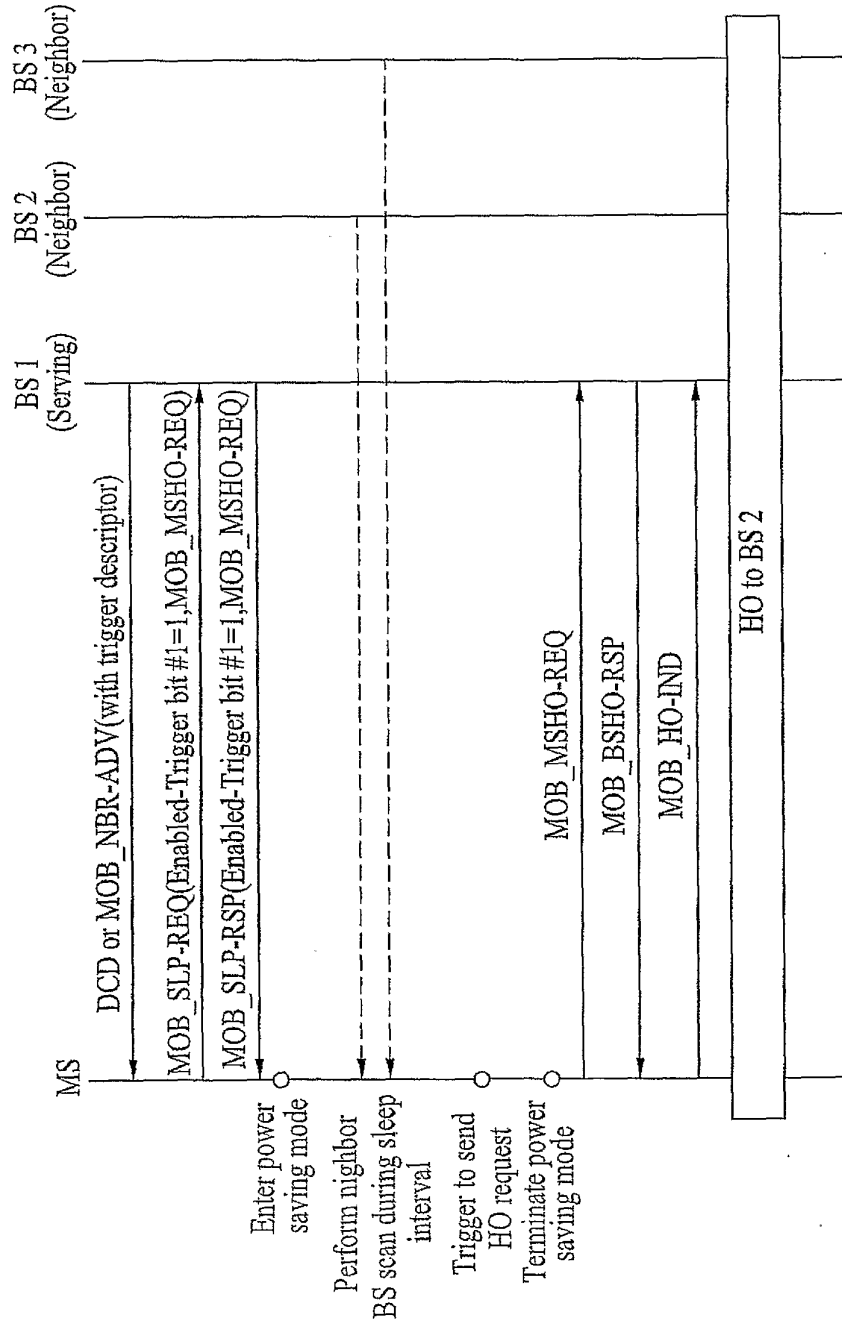 MS
BS 1
(Serving)
BS 2
(Neighbor)
BS 3
(Neighbor)
DCD or MOB_NBR-ADV(with trigger descriptor)
MOB_SLP-REQ(Enabled-Trigger bit #1=1,MOB_MSHO-REQ)
MOB_SLP-RSP(Enabled-Trigger bit #1=1,MOB_MSHO-REQ)
Enter power
saving mode
Perform nighbor
BS scan during sleep
interval
Trigger to send
HO request
Terminate power
saving mode
MOB_MSHO-REQ
MOB_BSHO-RSP
MOB_HO-IND
HO to BS 2